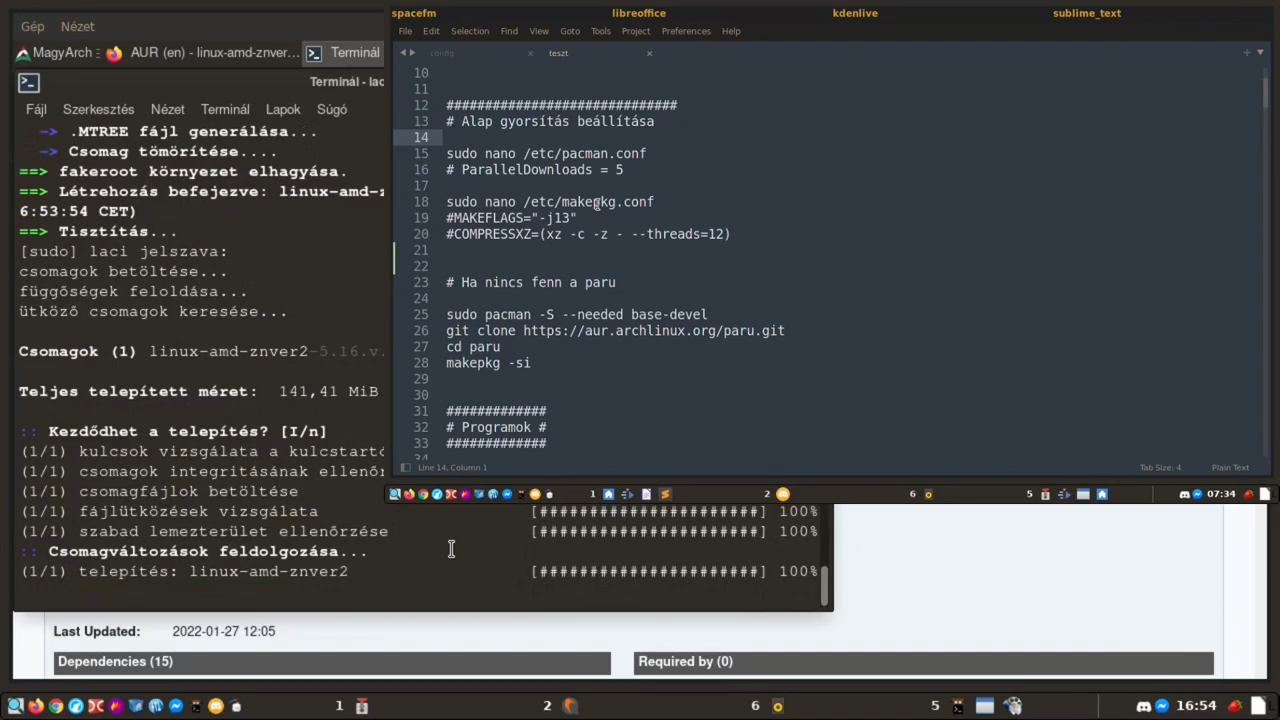 Gép Nézet
MagyArch
AUR (en) - linux-amd-znver...
Terminál
Terminál - lac
Fájl Szerkesztés Nézet Terminál Lapok Súgó
-> .MTREE fájl generálása...
-> Csomag tömörítése....
==> fakeroot környezet elhagyása.
==> Létrehozás befejezve: linux-amd-z
6:53:54 CET)
==> Tisztítás...
[sudo] laci jelszava:
csomagok betöltése...
függőségek feloldása...
ütköző csomagok keresése...
Csomagok (1) linux-amd-znver2-5.16.v.
Teljes telepített méret: 141,41 MiB
:: Kezdődhet a telepítés? [I/n]
(1/1) kulcsok vizsgálata a kulcstartó
(1/1) csomagok integritásának ellenőr
(1/1) csomagfájlok betöltése
(1/1) fájlütközések vizsgálata [######################] 100%
(1/1) szabad lemezterület ellenőrzése [######################] 100%
:: Csomagváltozások feldolgozása...
(1/1) telepítés: linux-amd-znver2 [######################] 100%
spacefm libreoffice kdenlive sublime_text
File Edit Selection Find View Goto Tools Project Preferences Help
config teszt
10
11
12 ##############################
13 # Alap gyorsítás beállítása
14
15 sudo nano /etc/pacman.conf
16 # ParallelDownloads = 5
17
18 sudo nano /etc/makepkg.conf
19 #MAKEFLAGS="-j13"
20 #COMPRESSXZ=(xz -c -z - --threads=12)
21
22
23 # Ha nincs fenn a paru
24
25 sudo pacman -S --needed base-devel
26 git clone https://aur.archlinux.org/paru.git
27 cd paru
28 makepkg -si
29
30
31 #############
32 # Programok #
33 #############
34
Line 14, Column 1 Tab Size: 4 Plain Text
1 2 6 5 07:34
Last Updated: 2022-01-27 12:05
Dependencies (15) Required by (0)
1 2 6 5 16:54